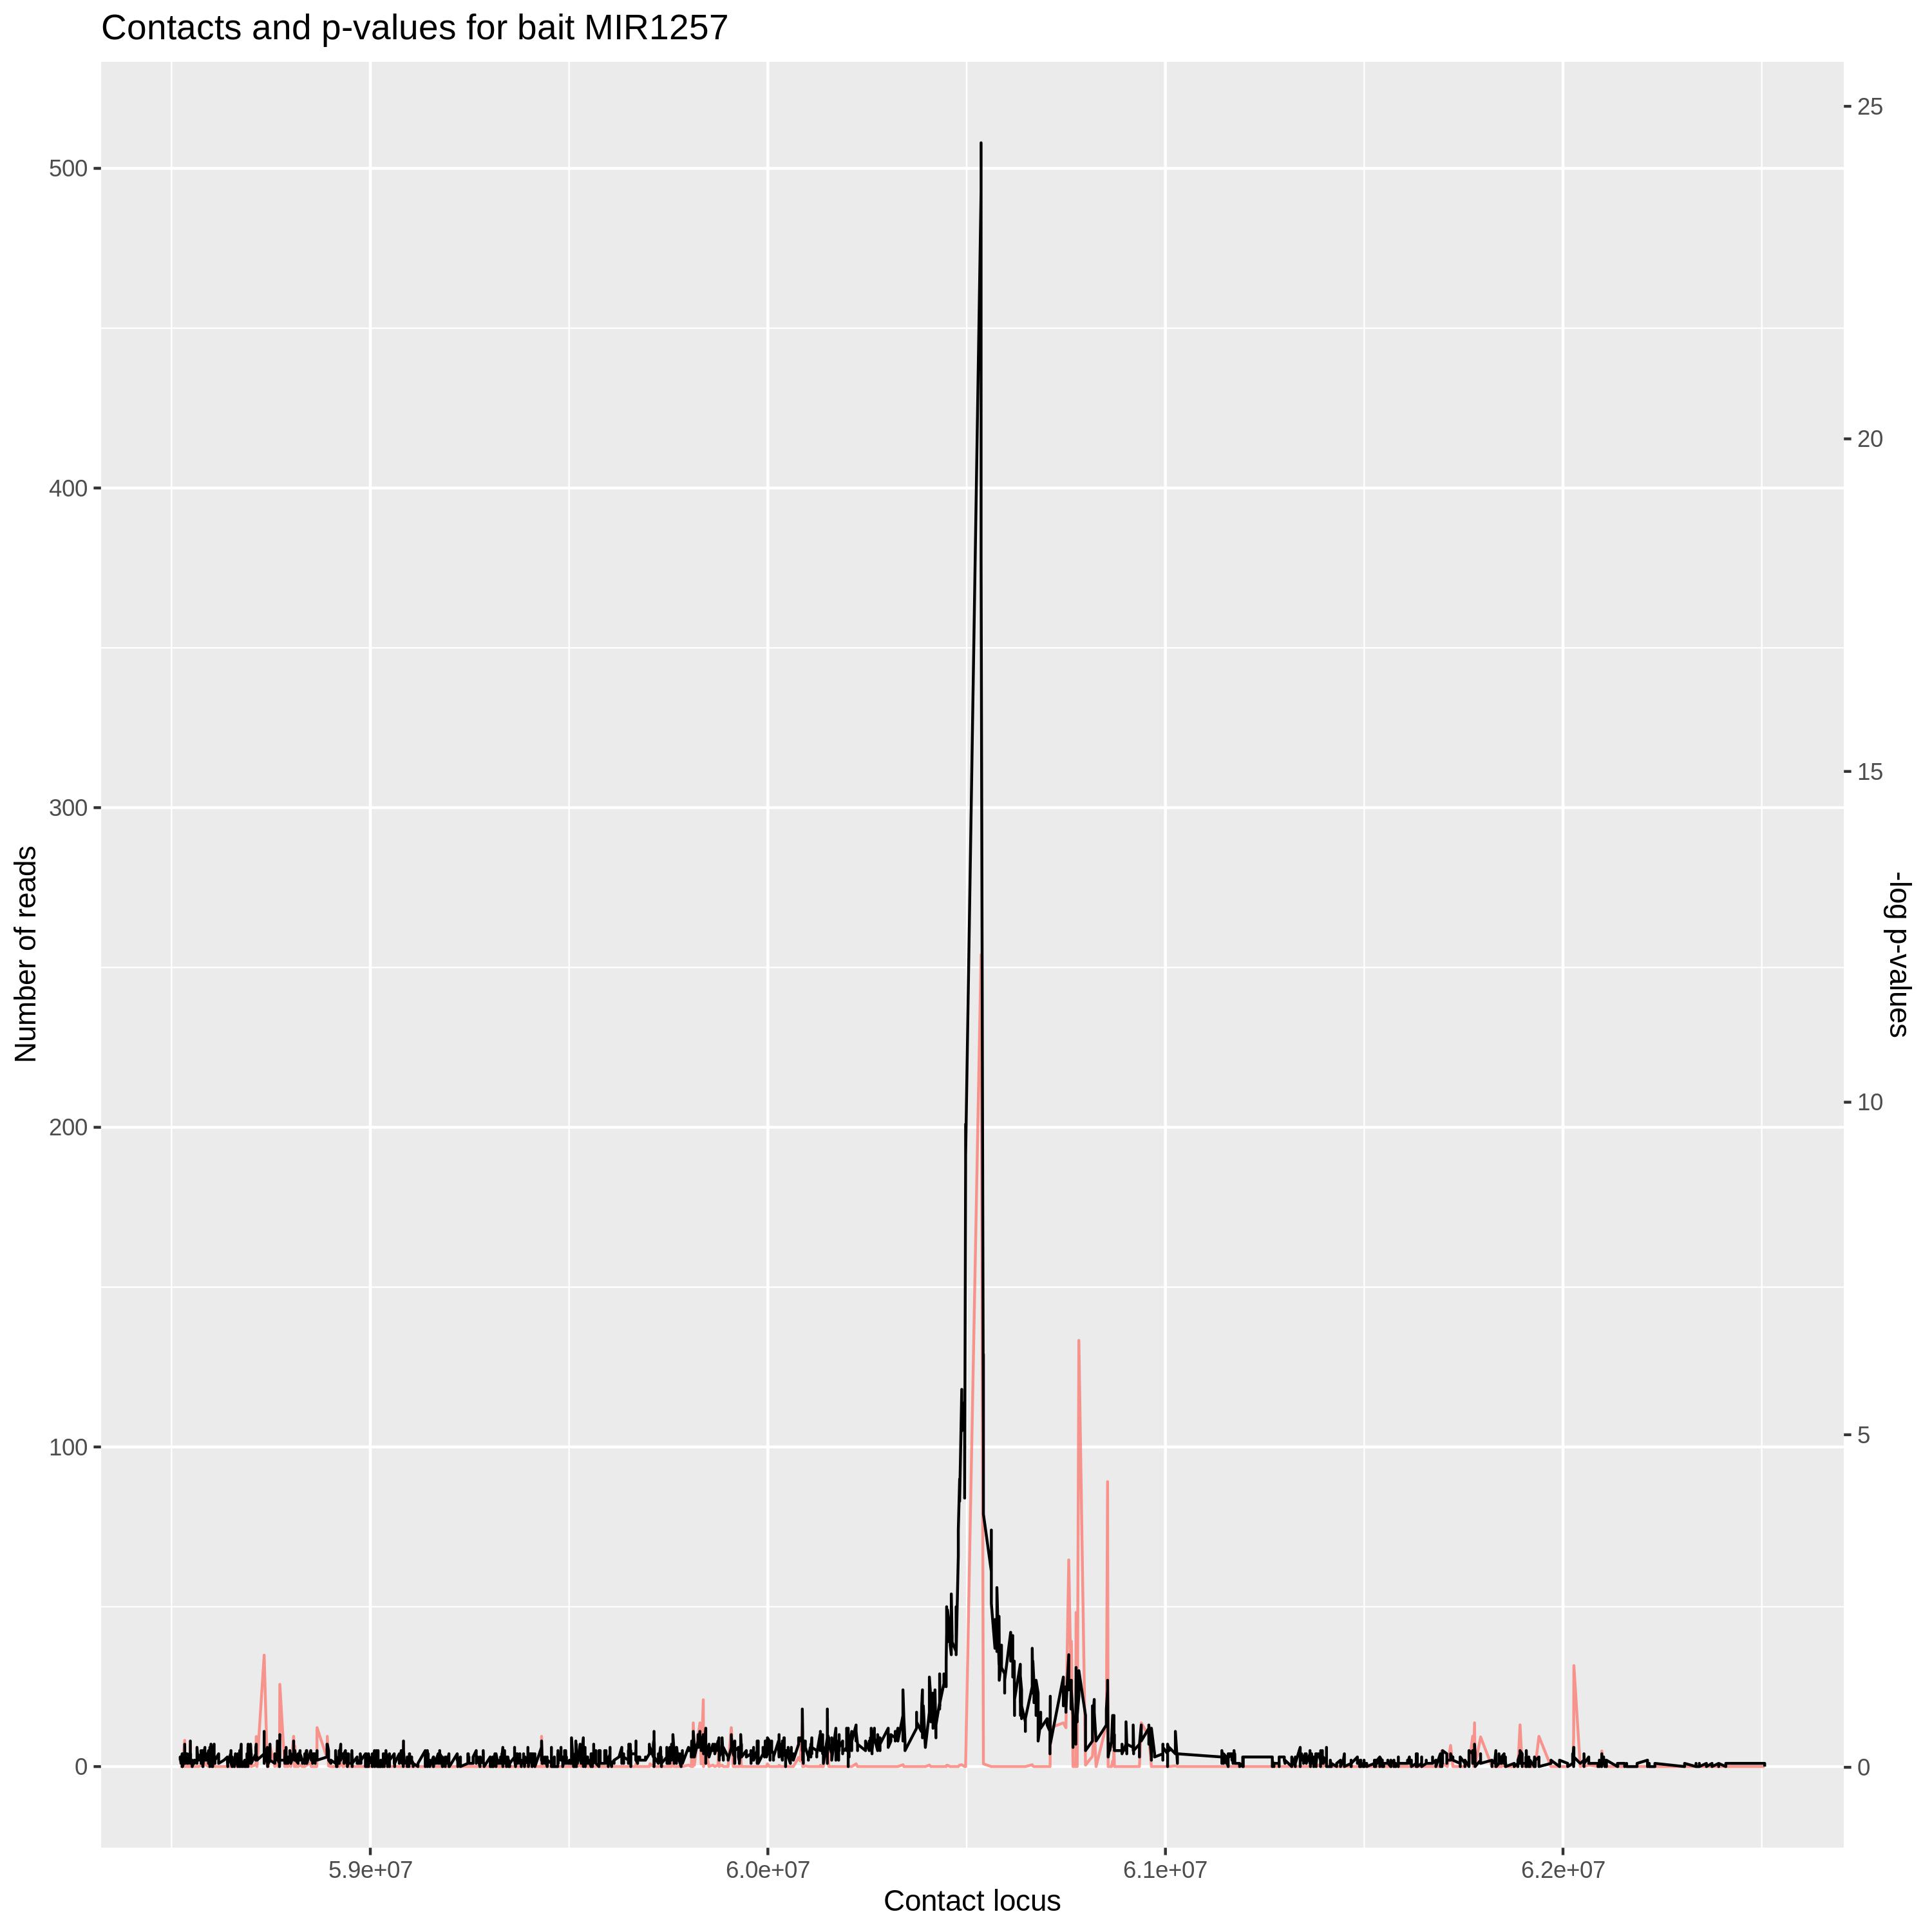 Contacts and p-values for bait MIR1257
500
400
300
200
100
0
Number of reads
25
20
15
10
5
0
-log p-values
5.9e+07
6.0e+07
6.1e+07
6.2e+07
Contact locus